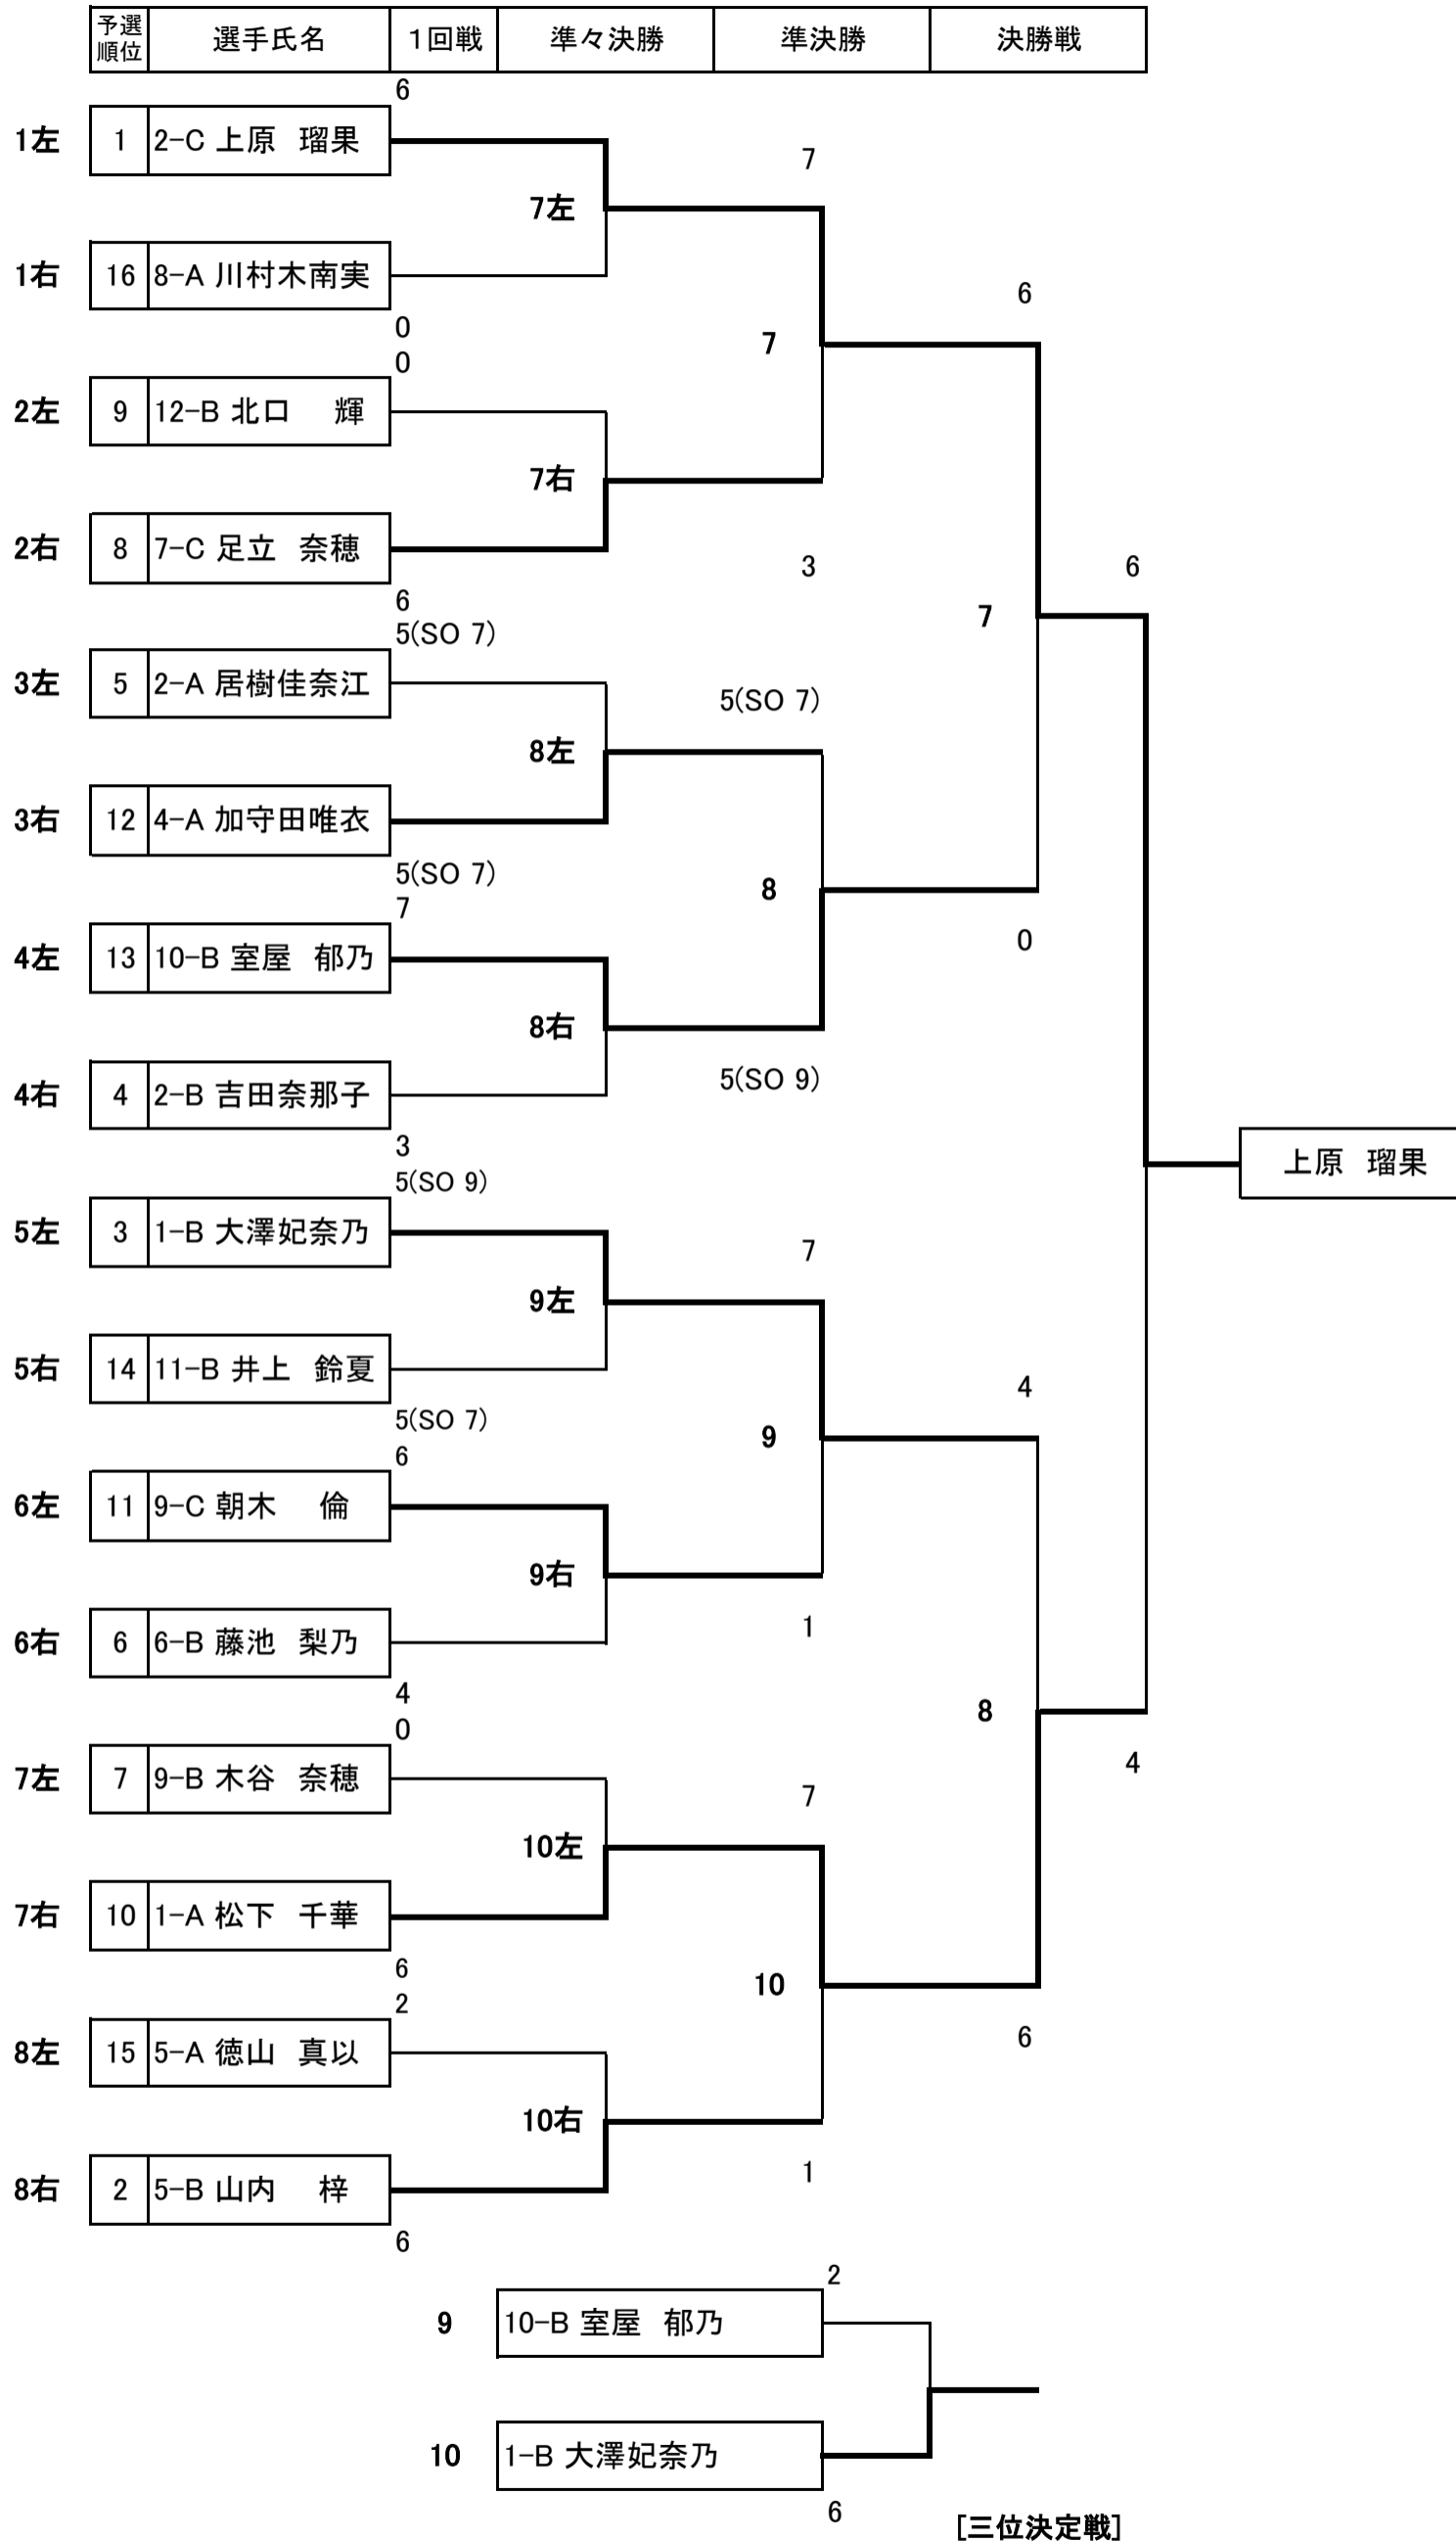 予選順位 選手氏名 1回戦 準々決勝 準決勝 決勝戦
6
1左 1 2-C 上原 瑠果
7
7左
1右 16 8-A 川村木南実
6
0
7
0
2左 9 12-B 北口 輝
7右
2右 8 7-C 足立 奈穂
3 6
6
7
5(SO 7)
3左 5 2-A 居樹佳奈江
5(SO 7)
8左
3右 12 4-A 加守田唯衣
5(SO 7)
8
7
0
4左 13 10-B 室屋 郁乃
8右
5(SO 9)
4右 4 2-B 吉田奈那子
3
上原 瑠果
5(SO 9)
5左 3 1-B 大澤妃奈乃
7
9左
5右 14 11-B 井上 鈴夏
4
5(SO 7)
9
6
6左 11 9-C 朝木 倫
9右
1
6右 6 6-B 藤池 梨乃
4
8
0
4
7左 7 9-B 木谷 奈穂
7
10左
7右 10 1-A 松下 千華
6
10
2
6
8左 15 5-A 徳山 真以
10右
1
8右 2 5-B 山内 梓
6
2
9 10-B 室屋 郁乃
10 1-B 大澤妃奈乃
6
[三位決定戦]